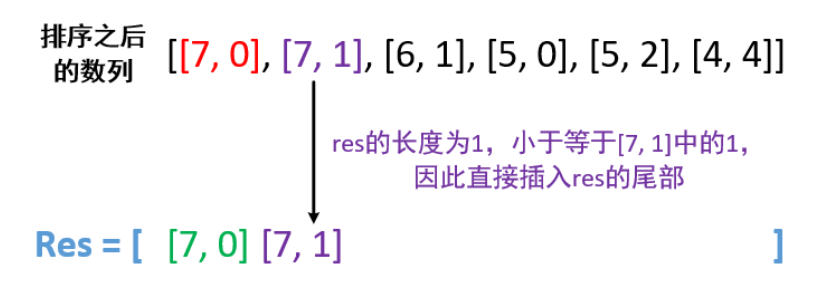 排序之后
的数列
[[7, 0], [7, 1], [6, 1], [5, 0], [5, 2], [4, 4]]
res的长度为1，小于等于[7, 1]中的1，
因此直接插入res的尾部
Res = [ [7, 0] [7, 1] ]